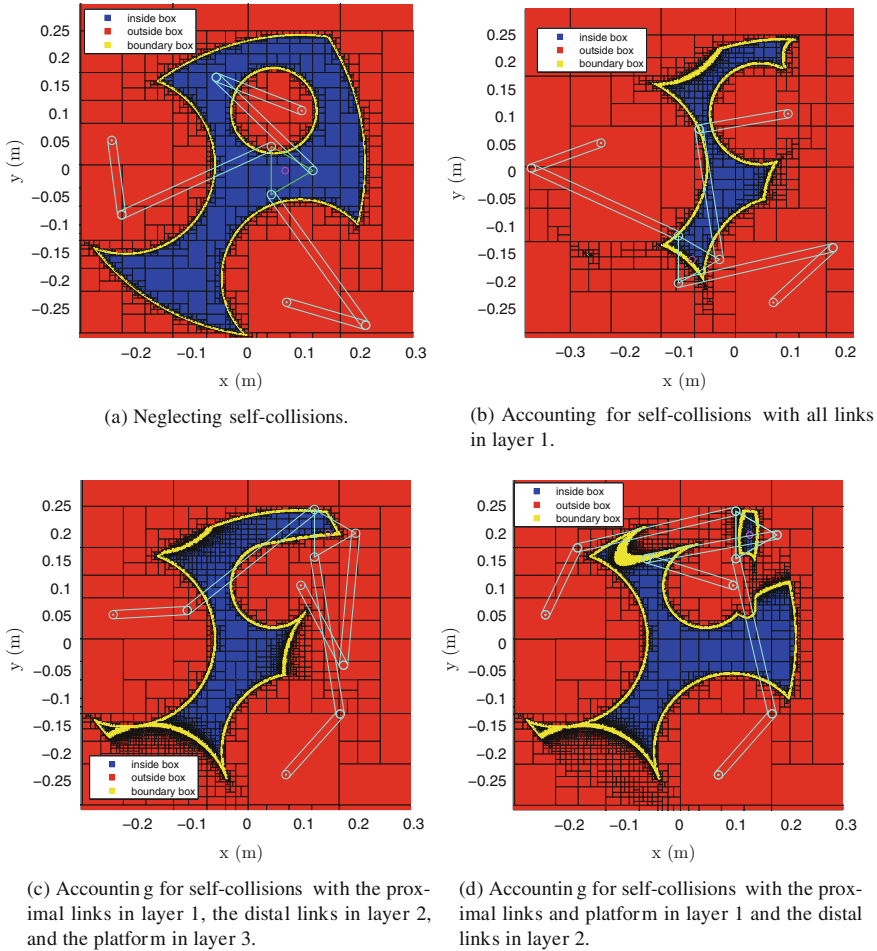 inside box
outside box
boundary box
0.25
0.2
0.15
0.1
0.05
0
−0.05
−0.1
−0.15
−0.2
−0.25
y (m)
−0.2 −0.1 0 0.1 0.2 0.3
x (m)
(a) Neglecting self-collisions.
inside box
outside box
boundary box
0.25
0.2
0.15
0.1
0.05
0
−0.05
−0.1
−0.15
−0.2
−0.25
y (m)
−0.3 −0.2 −0.1 0 0.1 0.2
x (m)
(b) Accounting for self-collisions with all links
in layer 1.
0.25
0.2
0.15
0.1
0.05
0
−0.05
−0.1
−0.15
−0.2
−0.25
y (m)
inside box
outside box
boundary box
−0.2 −0.1 0 0.1 0.2 0.3
x (m)
(c) Accountin g for self-collisions with the prox-
imal links in layer 1, the distal links in layer 2,
and the platform in layer 3.
inside box
outside box
boundary box
0.25
0.2
0.15
0.1
0.05
0
−0.05
−0.1
−0.15
−0.2
−0.25
y (m)
−0.2 −0.1 0 0.1 0.2 0.3
x (m)
(d) Accounting for self-collisions with the prox-
imal links and platform in layer 1 and the distal
links in layer 2.